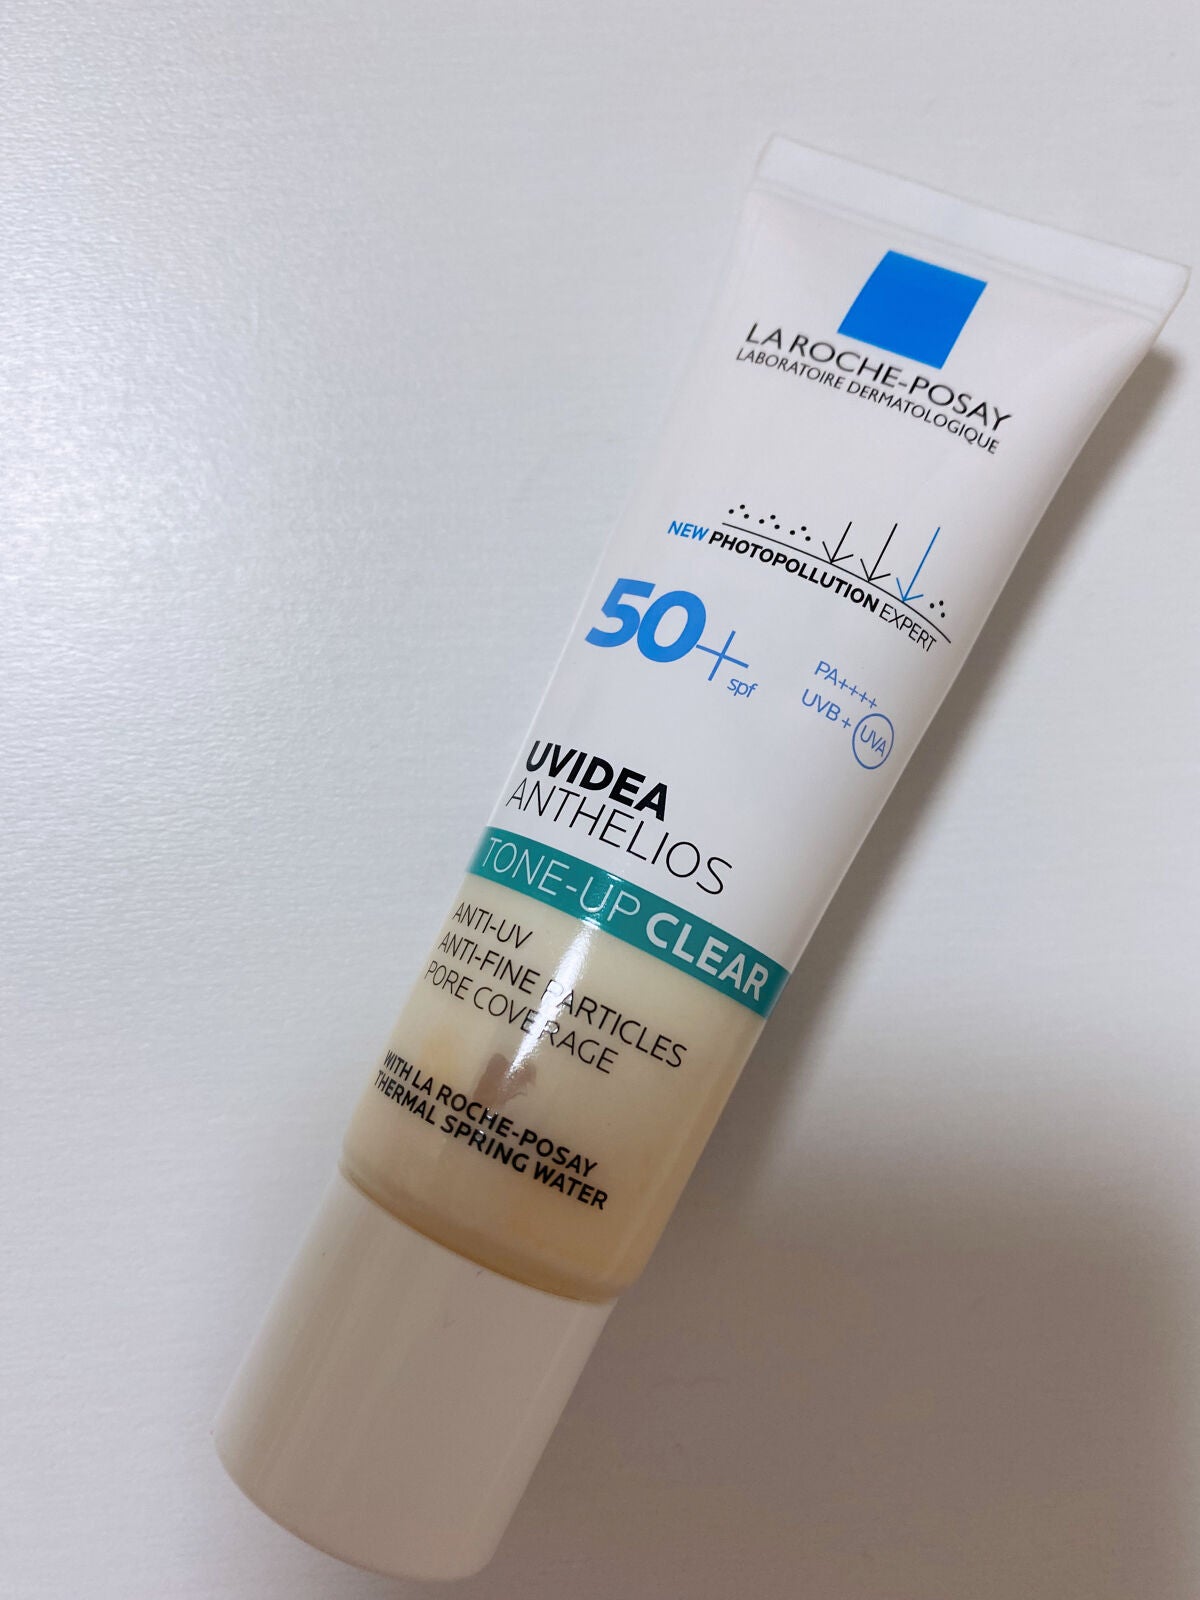 LA ROCHE-POSAY
LABORATOIRE DERMATOLOGIQUE
NEW PHOTOPOLLUTION EXPERT
50+
spf
PA++++
UVB + UVA
UVIDEA
ANTHELIOS
TONE-UP CLEAR
ANTI-UV
ANTI-FINE PARTICLES
PORE COVERAGE
WITH LA ROCHE-POSAY
THERMAL SPRING WATER